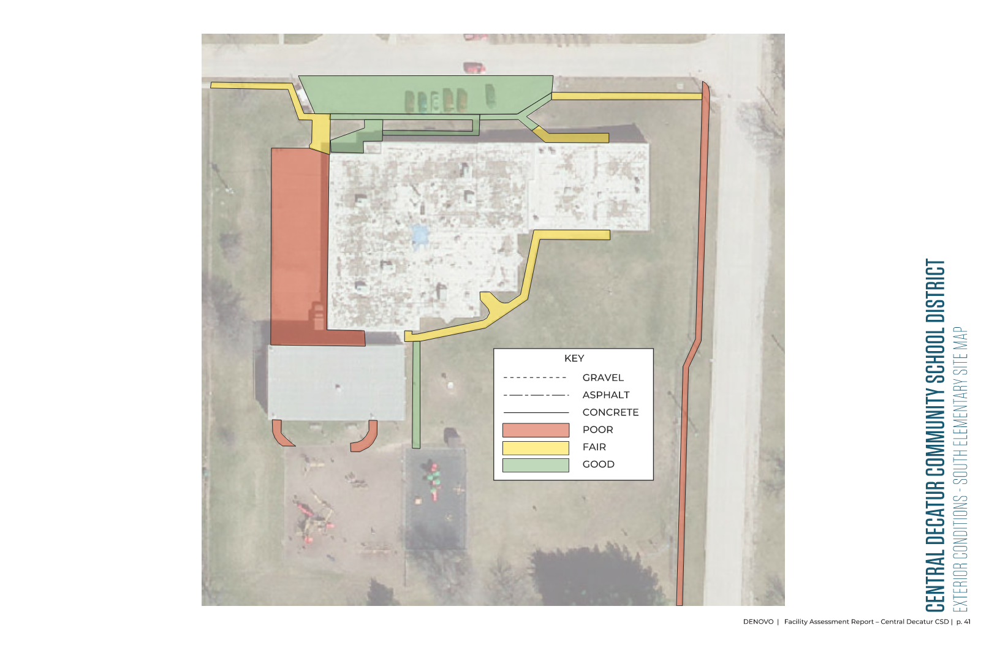 KEY
GRAVEL
ASPHALT
CONCRETE
POOR
FAIR
GOOD
CENTRAL DECATUR COMMUNITY SCHOOL DISTRICT
EXTERIOR CONDITIONS - SOUTH ELEMENTARY SITE MAP
DENOVO | Facility Assessment Report – Central Decatur CSD | p. 41